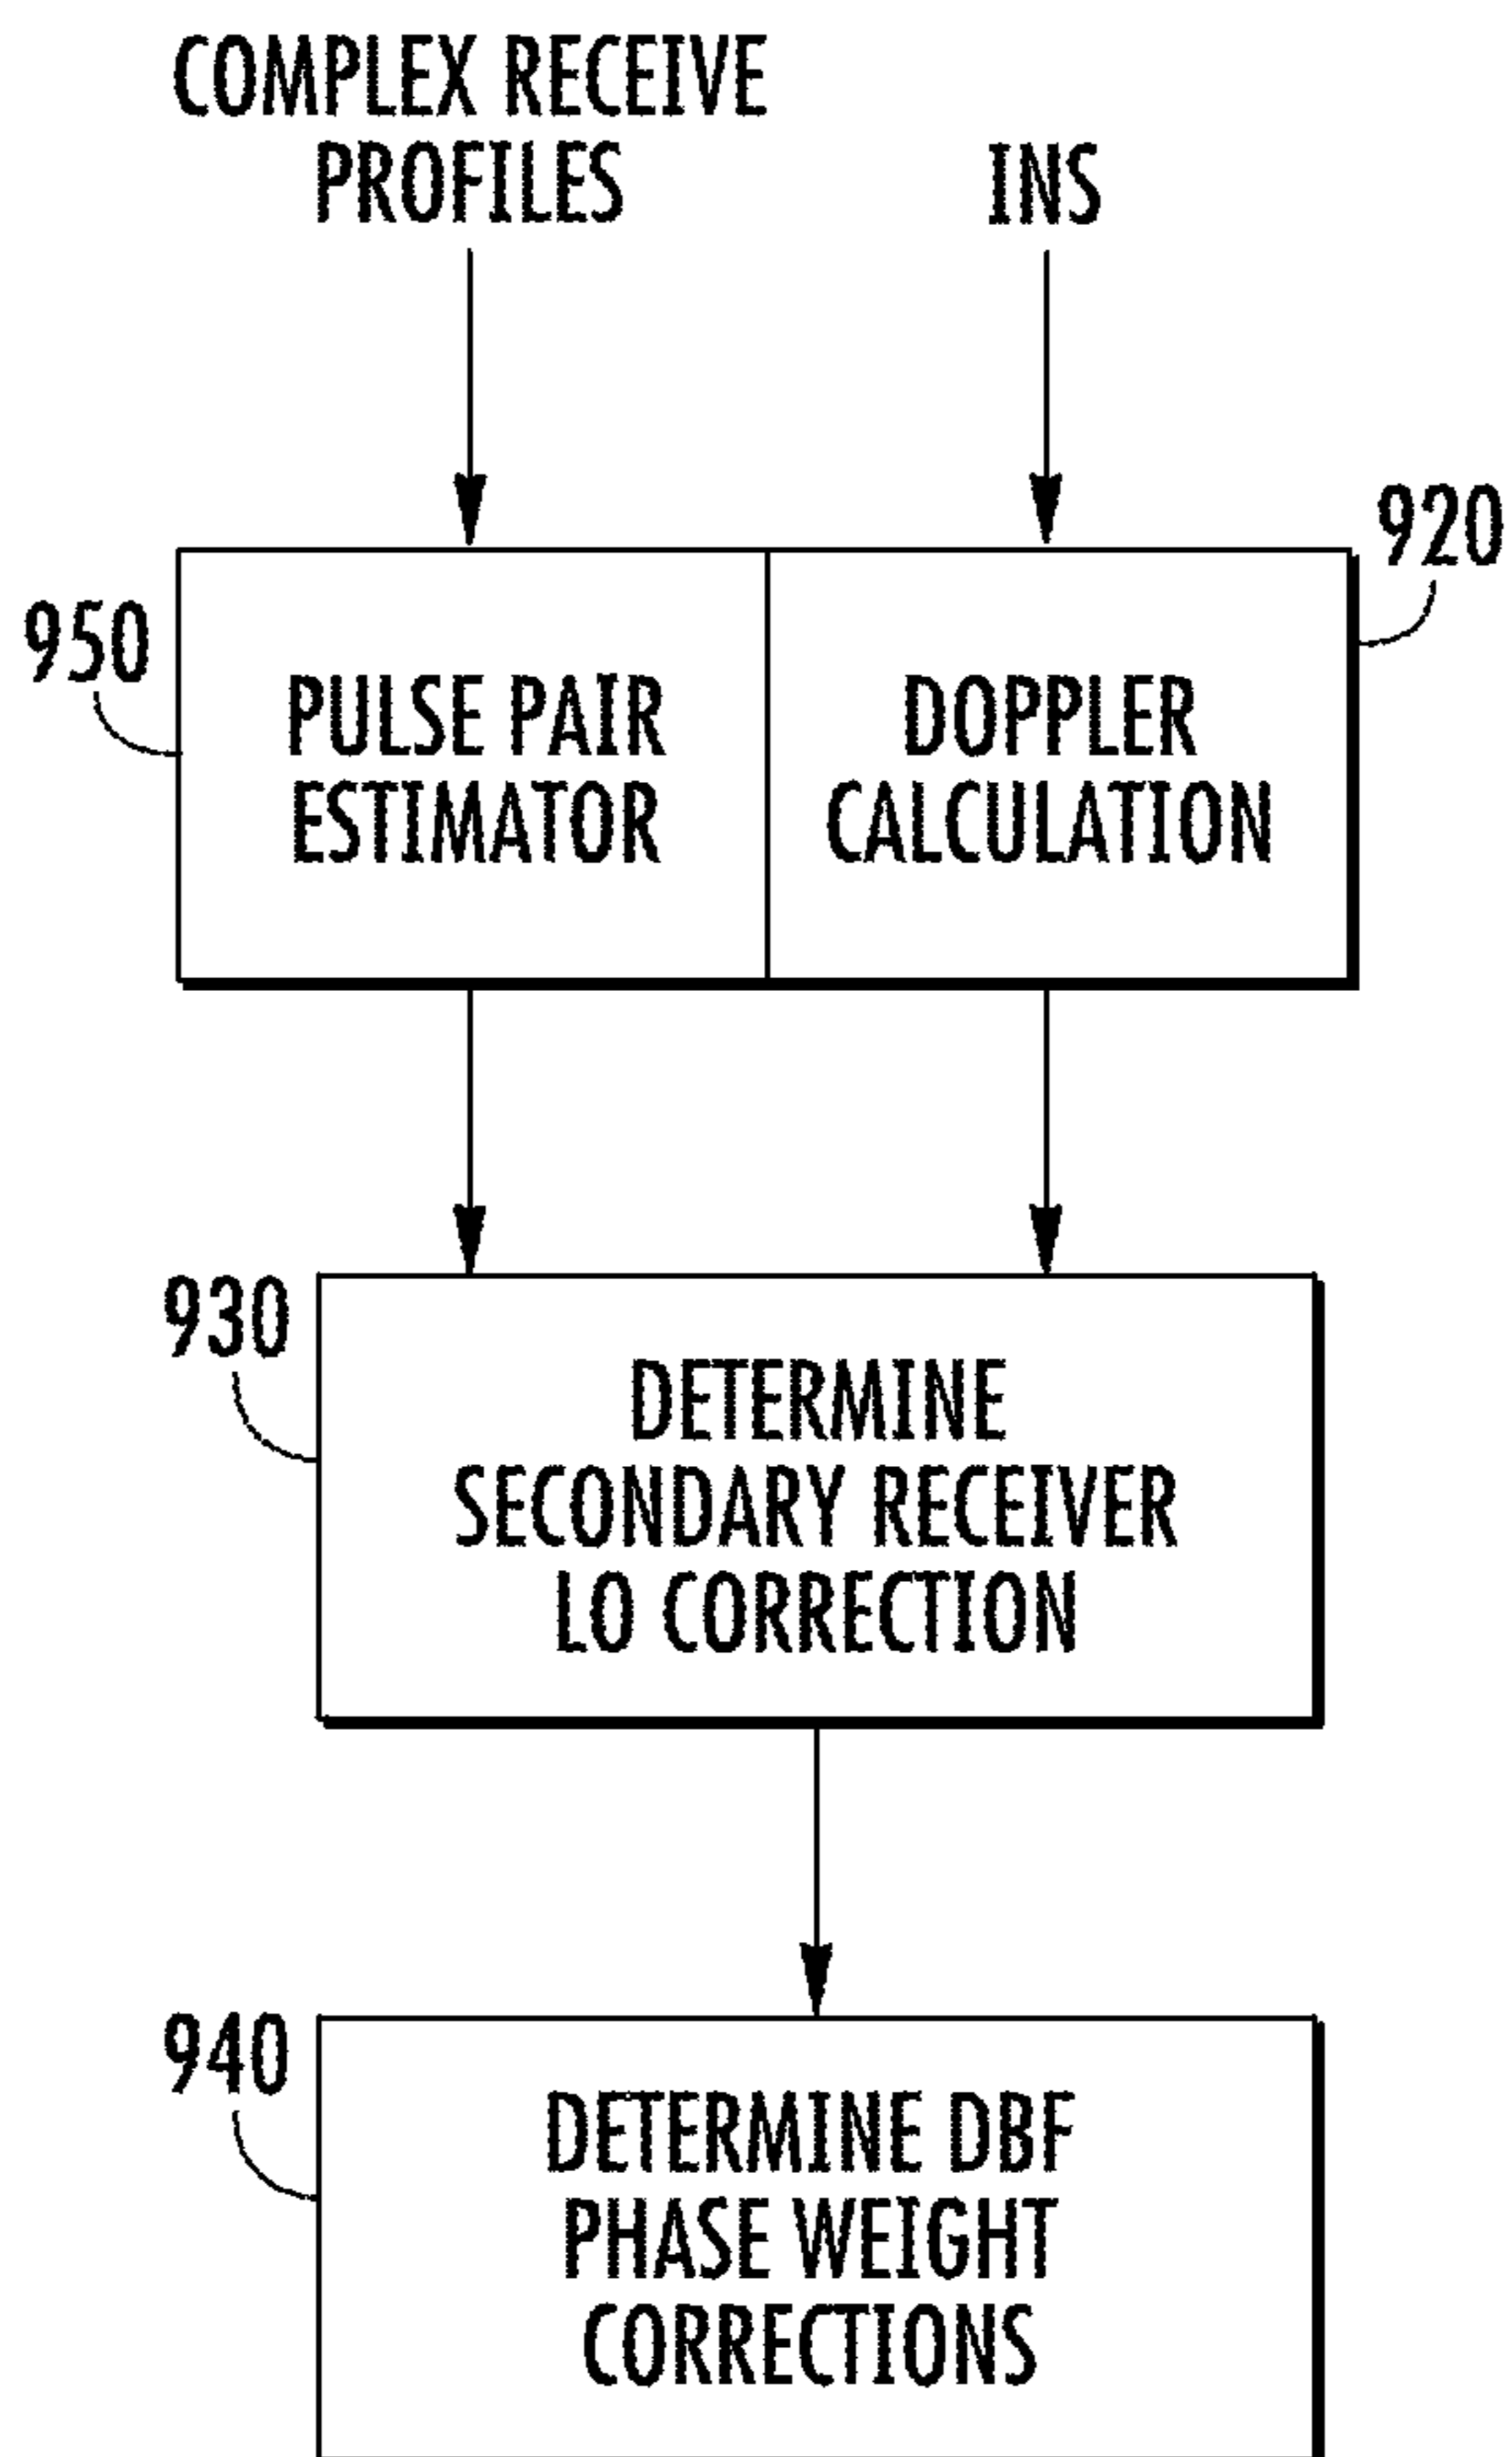 COMPLEX RECEIVE
PROFILES
INS
920
950
PULSE PAIR
ESTIMATOR
DOPPLER
CALCULATION
930
DETERMINE
SECONDARY RECEIVER
LO CORRECTION
940
DETERMINE DBF
PHASE WEIGHT
CORRECTIONS